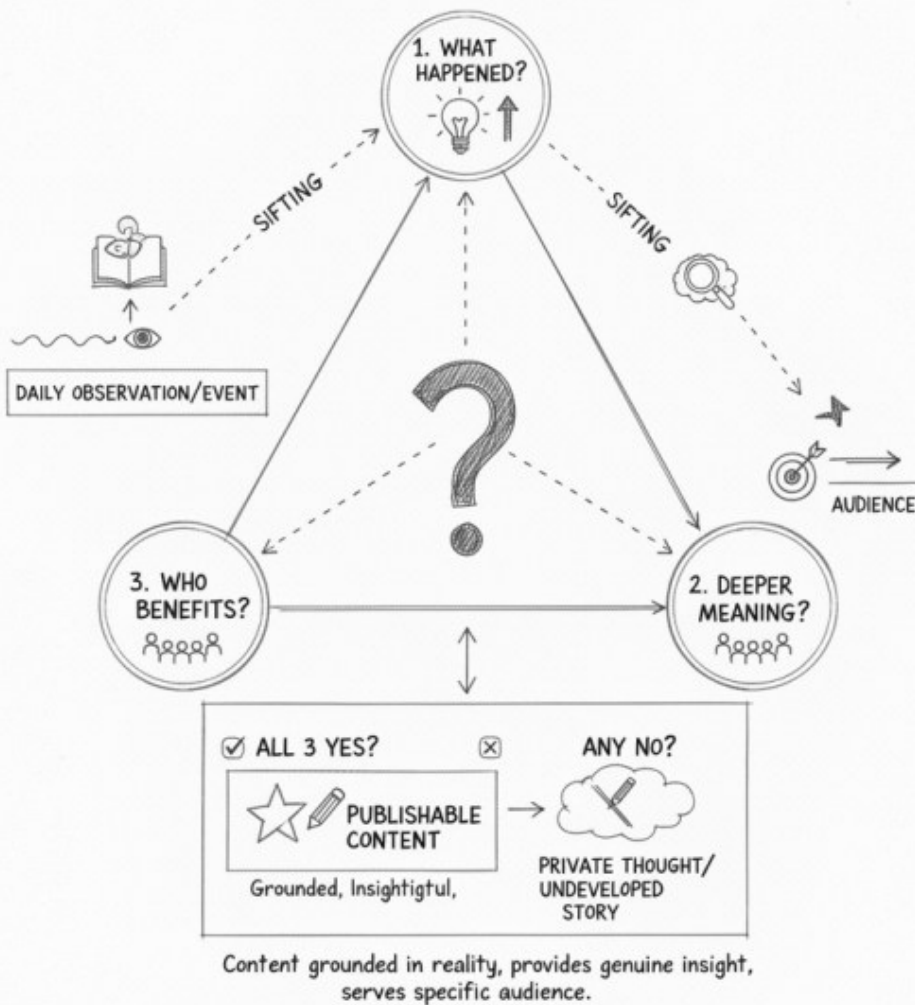 1. WHAT
HAPPENED?
SIFTING
SIFTING
DAILY OBSERVATION/EVENT
AUDIENCE
3. WHO
BENEFITS?
2. DEEPER
MEANING?
ALL 3 YES?
ANY NO?
PUBLISHABLE
CONTENT
Grounded, Insightigtul,
PRIVATE THOUGHT/
UNDEVELOPED
STORY
Content grounded in reality, provides genuine insight,
serves specific audience.